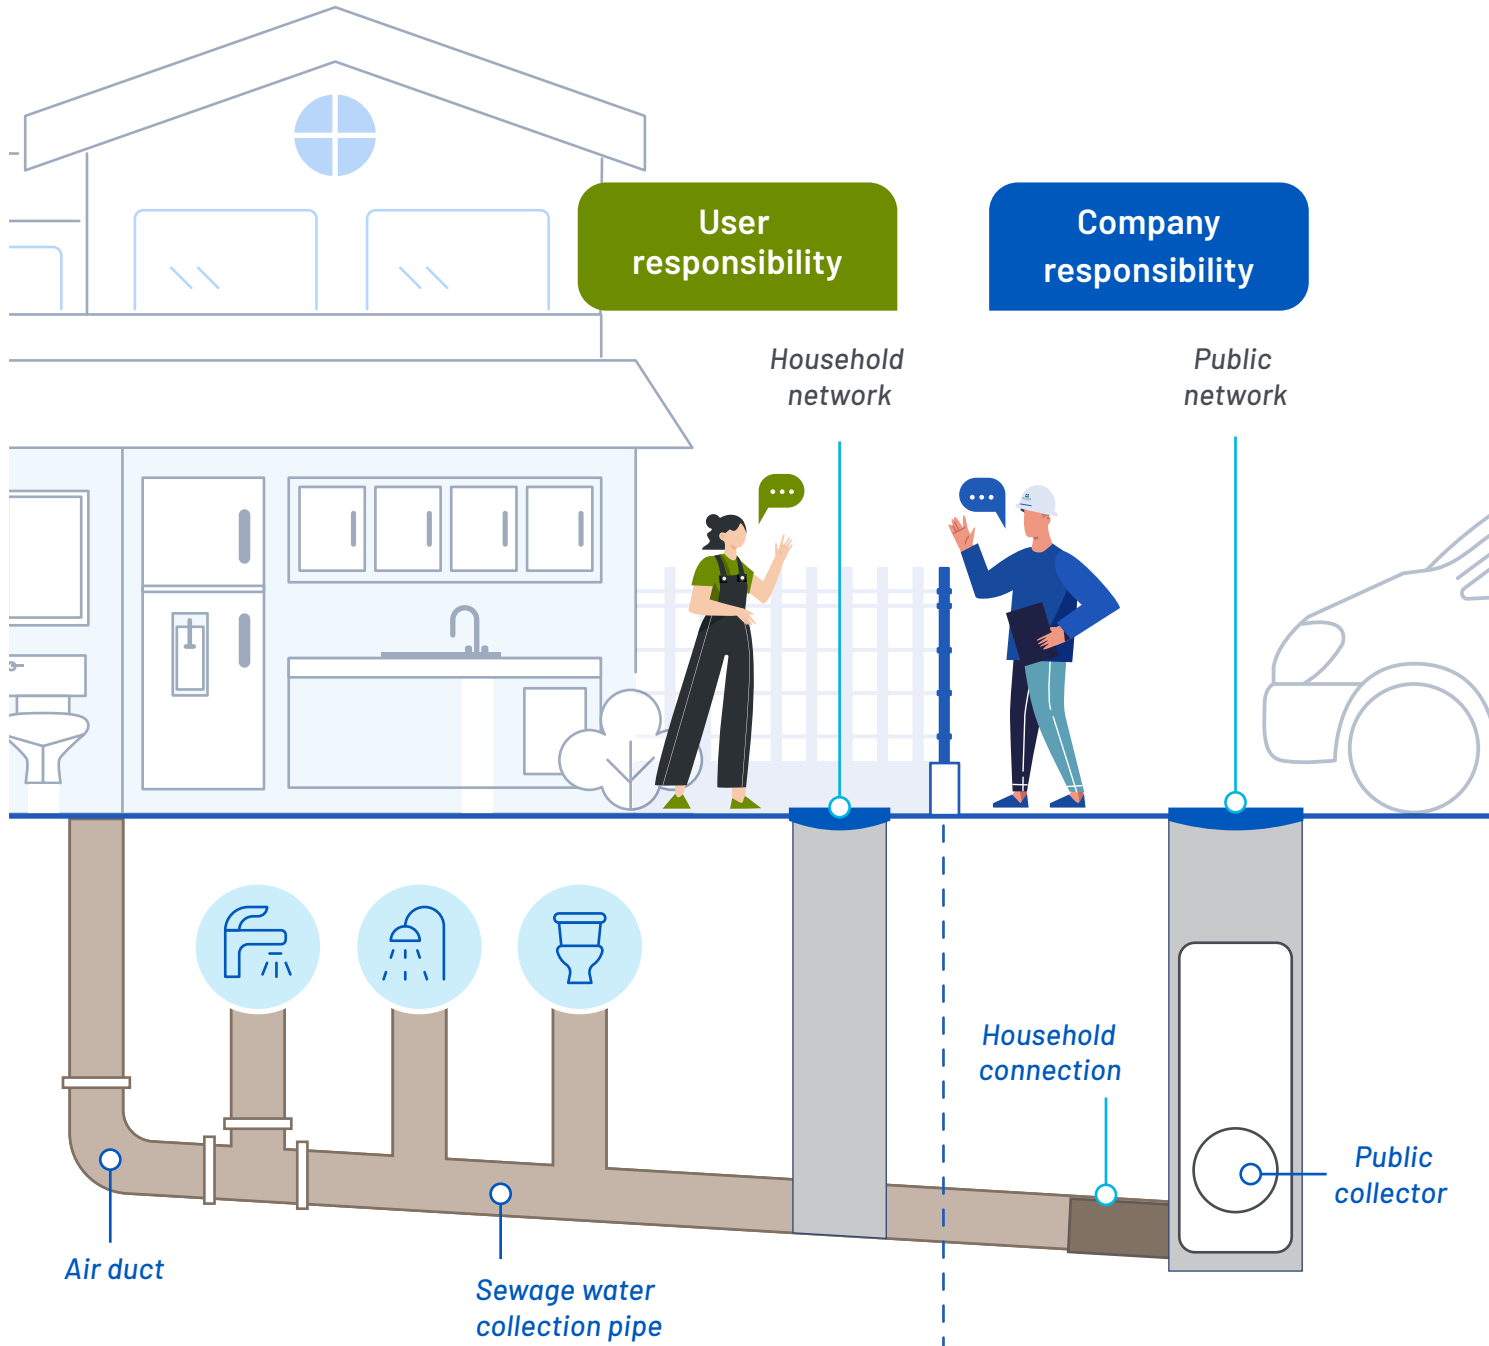 User
responsibility
Company
responsibility
Household
network
Public
network
Household
connection
Public
collector
Air duct
Sewage water
collection pipe